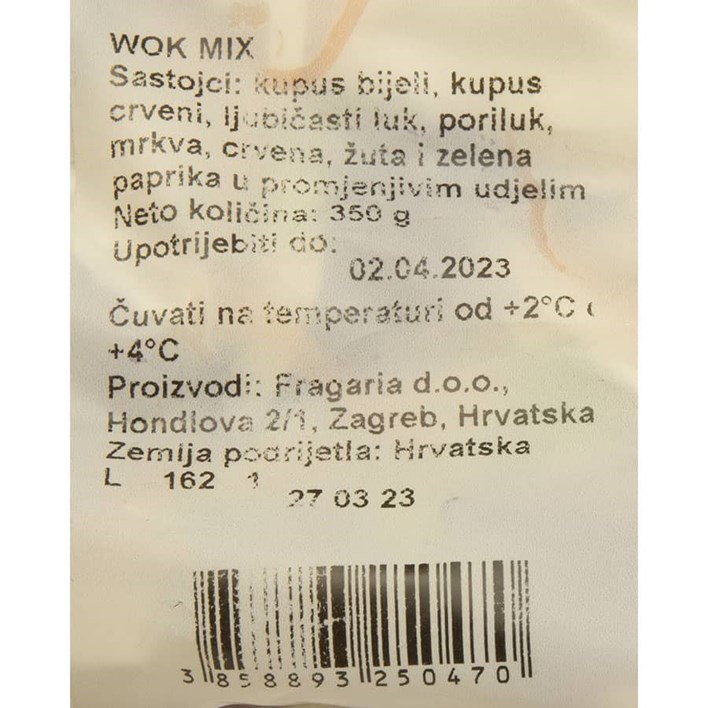 WOK MIX
Sastojci: kupus bijeli, kupus
crveni, ljubičasti luk, poriluk,
mrkva, crvena, žuta i zelena
paprika u promjenjivim udjelim
Neto količina: 350 g
Upotrijebiti do:
02.04.2023
Čuvati na temperaturi od +2°C
+4°C
Proizvodi: Fragaria d.o.o.,
Hondlova 2/1, Zagreb, Hrvatska
Zemlja podrijetla: Hrvatska
L 162 1
27 03 23
3 858893 250470